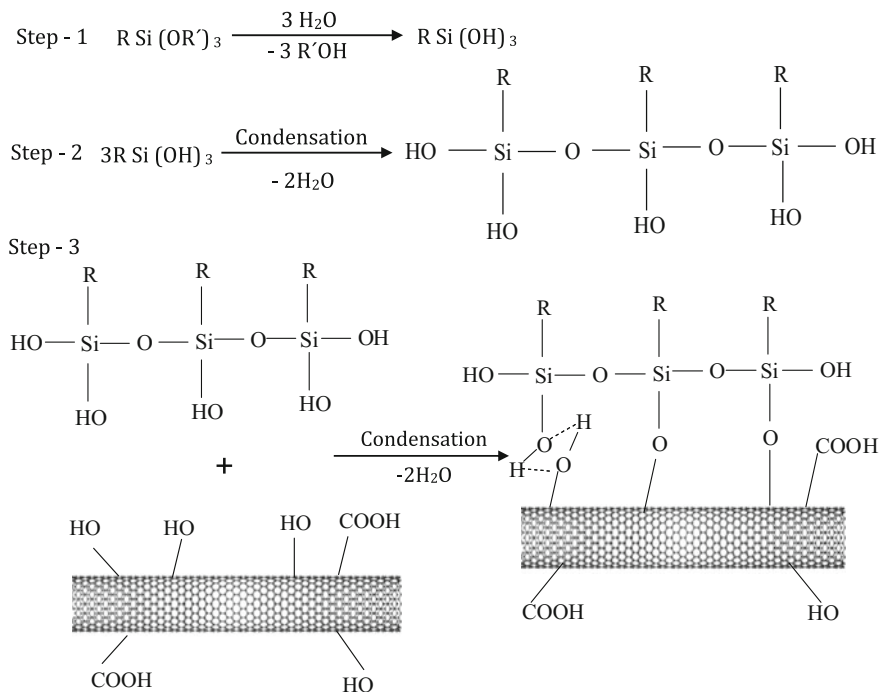 Step - 1 R Si (OR´) 3 3 H2O - 3 R´OH R Si (OH) 3
R R R
Step - 2 3R Si (OH) 3 Condensation - 2H2O HO Si O Si O Si OH
HO HO HO
Step - 3
R R R
HO Si O Si O Si OH
HO HO HO
+
HO HO HO COOH
COOH HO
Condensation
-2H2O
R R R
HO Si O Si O Si OH
H O O O COOH
H O
COOH HO